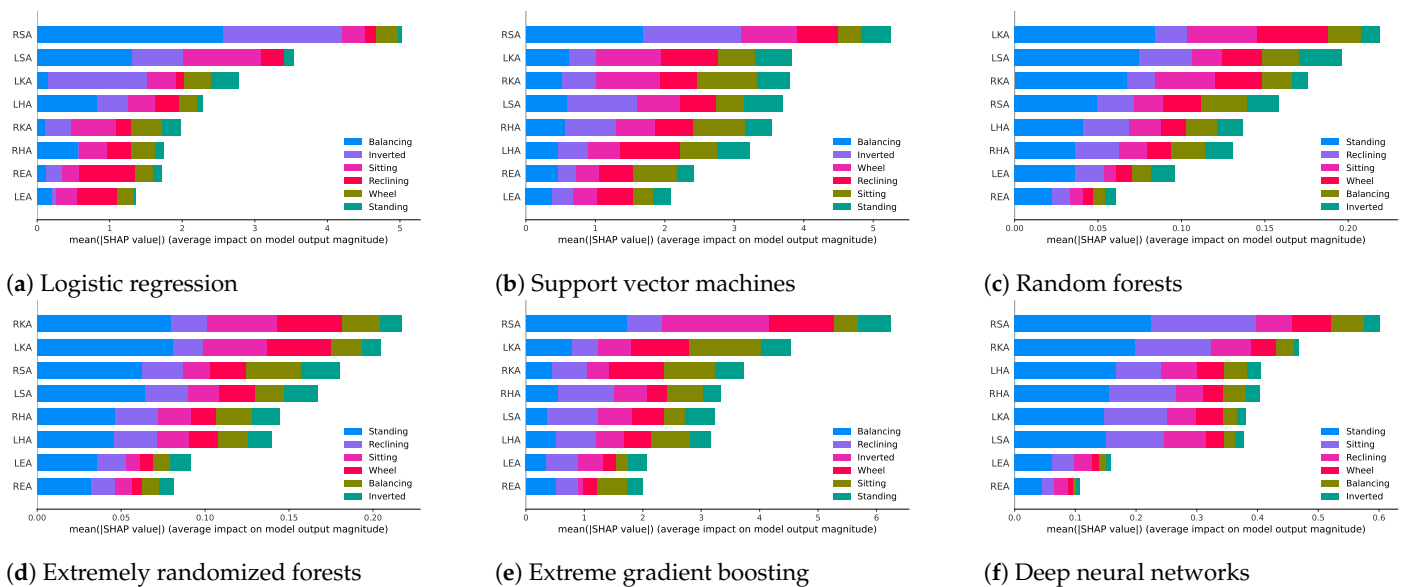 RSA
LSA
LKA
LHA
RKA
RHA
REA
LEA
Balancing
Inverted
Sitting
Reclining
Wheel
Standing
0 1 2 3 4 5
mean(|SHAP value|) (average impact on model output magnitude)
(a) Logistic regression
RSA
LKA
RKA
LSA
RHA
LHA
REA
LEA
Balancing
Inverted
Wheel
Reclining
Sitting
Standing
0 1 2 3 4 5
mean(|SHAP value|) (average impact on model output magnitude)
(b) Support vector machines
LKA
LSA
RKA
RSA
LHA
RHA
LEA
REA
Standing
Reclining
Sitting
Wheel
Balancing
Inverted
0.00 0.05 0.10 0.15 0.20
mean(|SHAP value|) (average impact on model output magnitude)
(c) Random forests
RKA
LKA
RSA
LSA
RHA
LHA
LEA
REA
Standing
Reclining
Sitting
Wheel
Balancing
Inverted
0.00 0.05 0.10 0.15 0.20
mean(|SHAP value|) (average impact on model output magnitude)
(d) Extremely randomized forests
RSA
LKA
RKA
RHA
LSA
LHA
LEA
REA
Balancing
Reclining
Inverted
Wheel
Sitting
Standing
0 1 2 3 4 5 6
mean(|SHAP value|) (average impact on model output magnitude)
(e) Extreme gradient boosting
RSA
RKA
LHA
RHA
LKA
LSA
LEA
REA
Standing
Sitting
Reclining
Wheel
Balancing
Inverted
0.0 0.1 0.2 0.3 0.4 0.5 0.6
mean(|SHAP value|) (average impact on model output magnitude)
(f) Deep neural networks